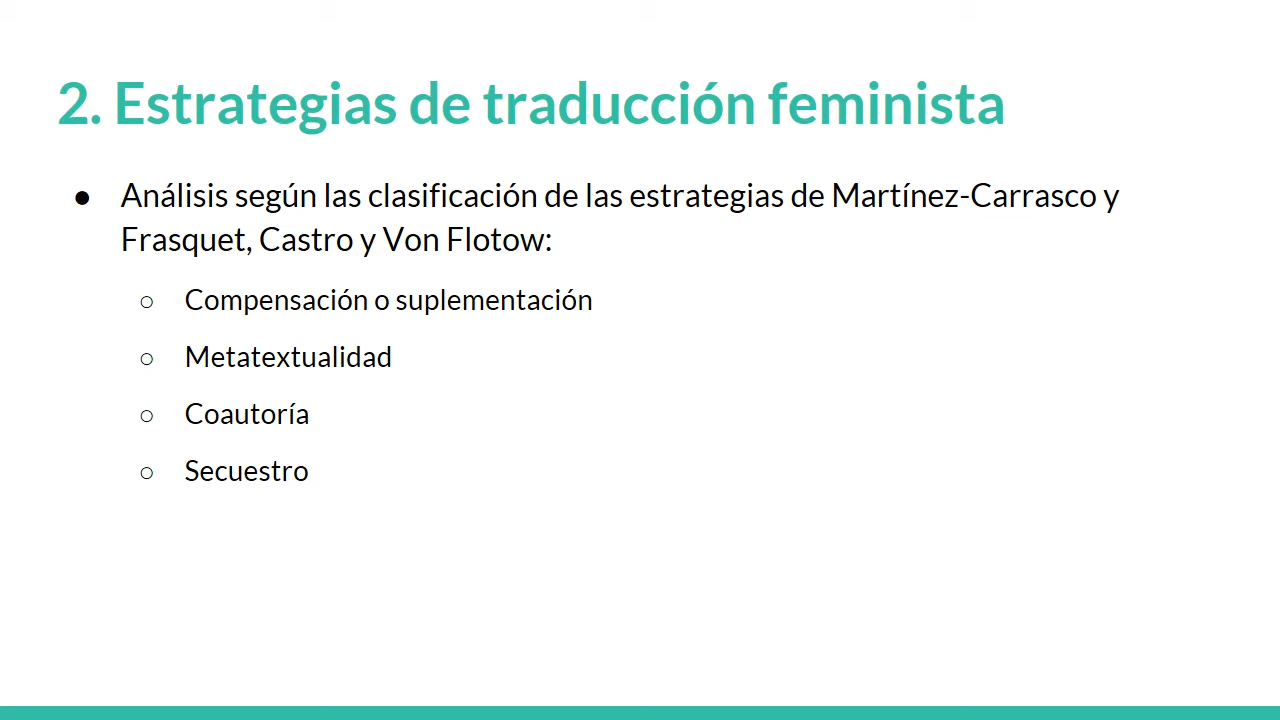 2. Estrategias de traducción feminista
● Análisis según las clasificación de las estrategias de Martínez-Carrasco y
Frasquet, Castro y Von Flotow:
○ Compensación o suplementación
○ Metatextualidad
○ Coautoría
○ Secuestro